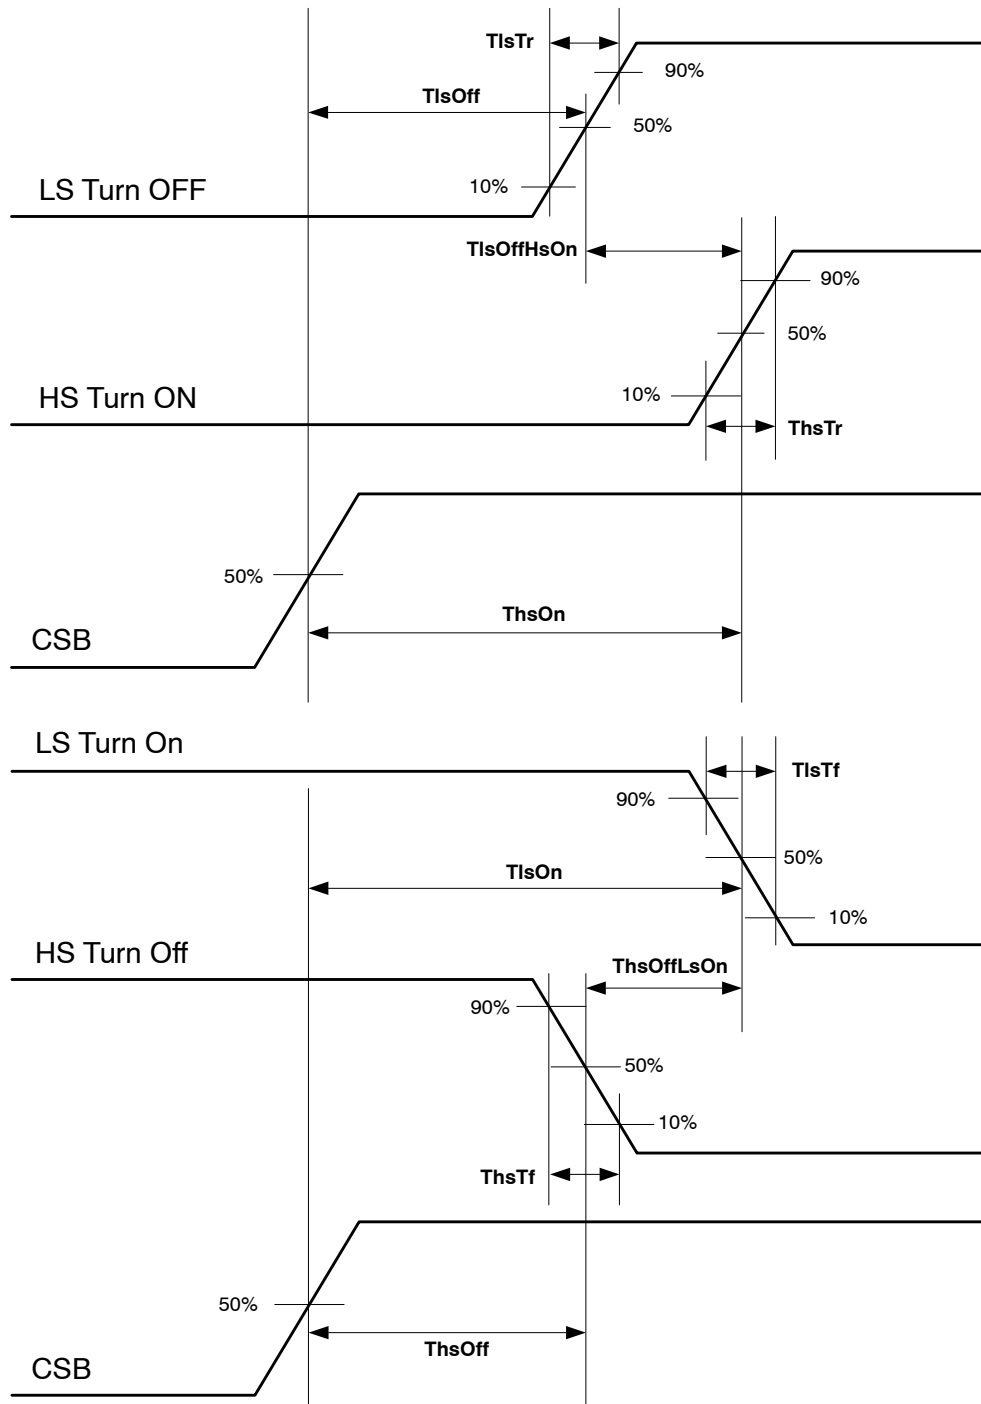 TlsTr
90%
TlsOff
50%
10%
LS Turn OFF
TlsOffHsOn
90%
50%
10%
HS Turn ON
ThsTr
50%
ThsOn
CSB
LS Turn On
TlsTf
90%
50%
TlsOn
10%
HS Turn Off
ThsOffLsOn
90%
50%
10%
ThsTf
50%
ThsOff
CSB